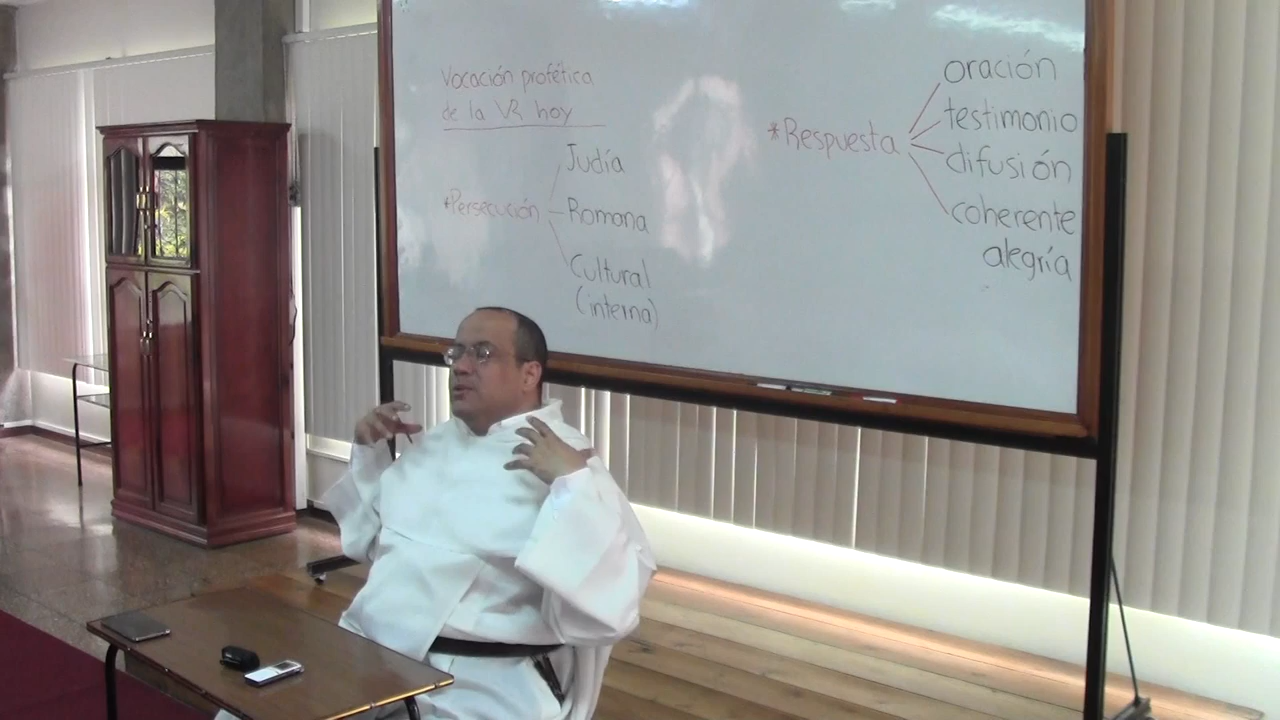 Vocación profética
de la VR hoy
*Persecución
Judía
Romana
Cultural
(interna)
*Respuesta
oración
testimonio
difusión
coherente
alegría